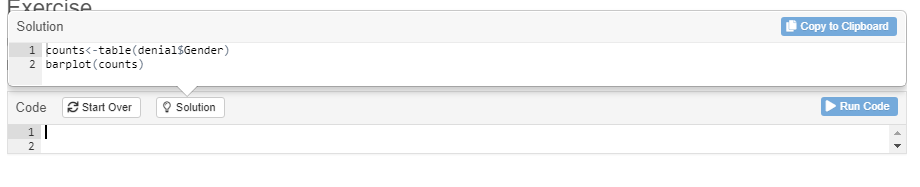 Exercise
Solution
Copy to Clipboard
1 counts<-table(denial$Gender)
2 barplot(counts)
Code
Start Over
Solution
Run Code
1
2